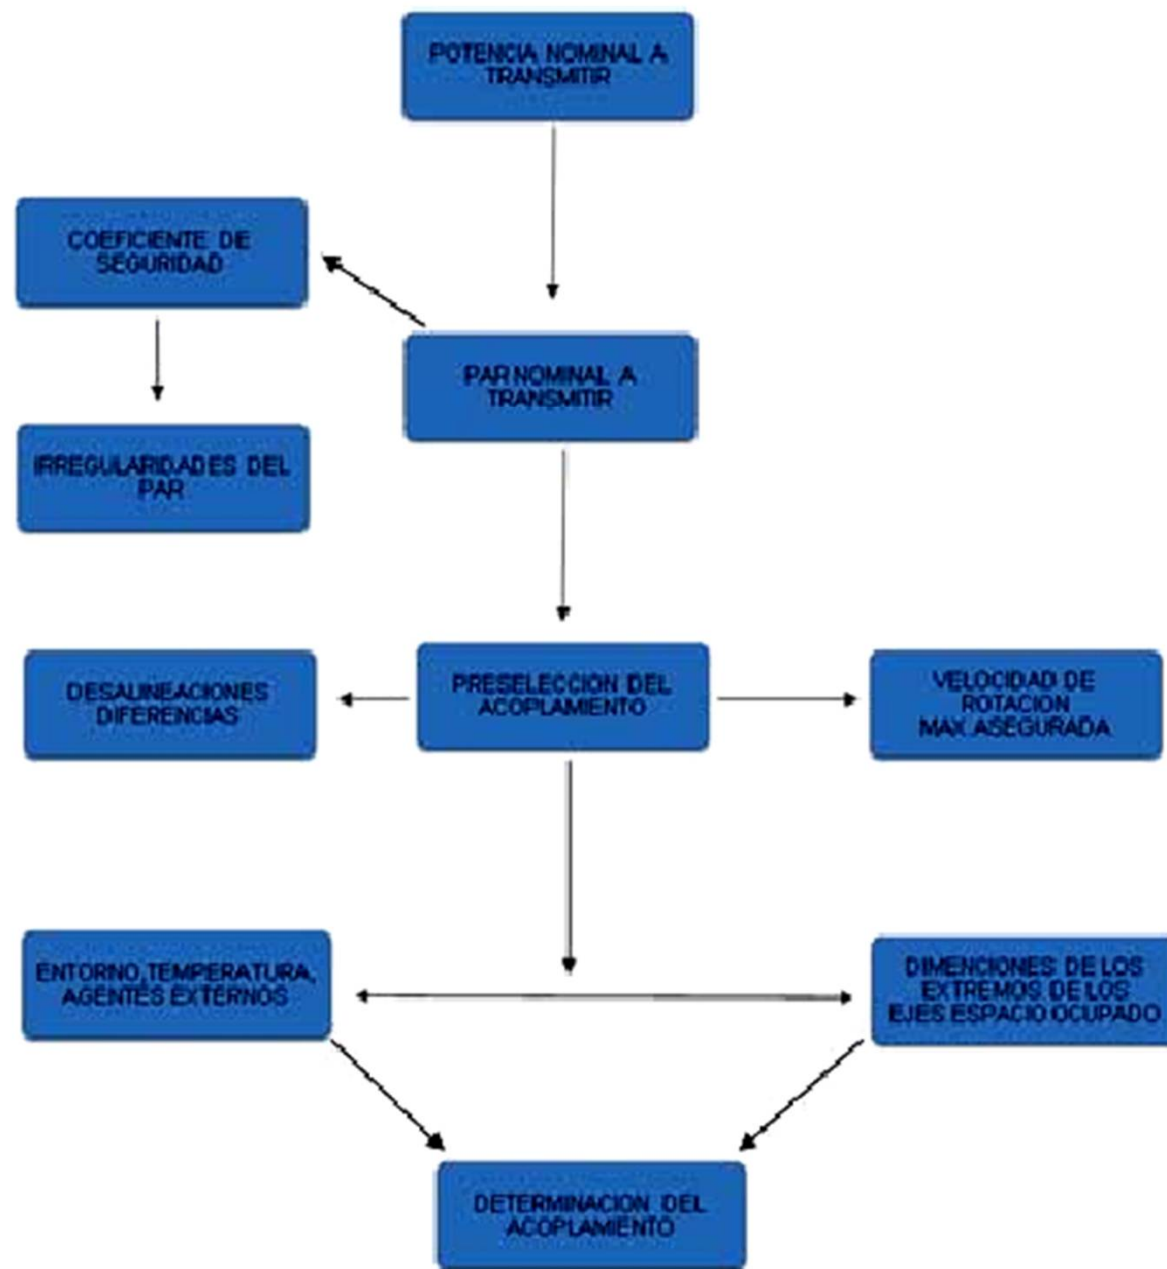 POTENCIA NOMINAL A
TRANSMITIR
COEFICIENTE DE
SEGURIDAD
PAR NOMINAL A
TRANSMITIR
IRREGULARIDADES DEL
PAR
DESALINEACIONES
DIFERENCIAS
PRESELECCION DEL
ACOPLAMIENTO
VELOCIDAD DE
ROTACION
MAX ASEGURADA
ENTORNO, TEMPERATURA,
AGENTES EXTERNOS
DIMENCIONES DE LOS
EXTREMOS DE LOS
EJES ESPACIO OCUPADO
DETERMINACION DEL
ACOPLAMIENTO